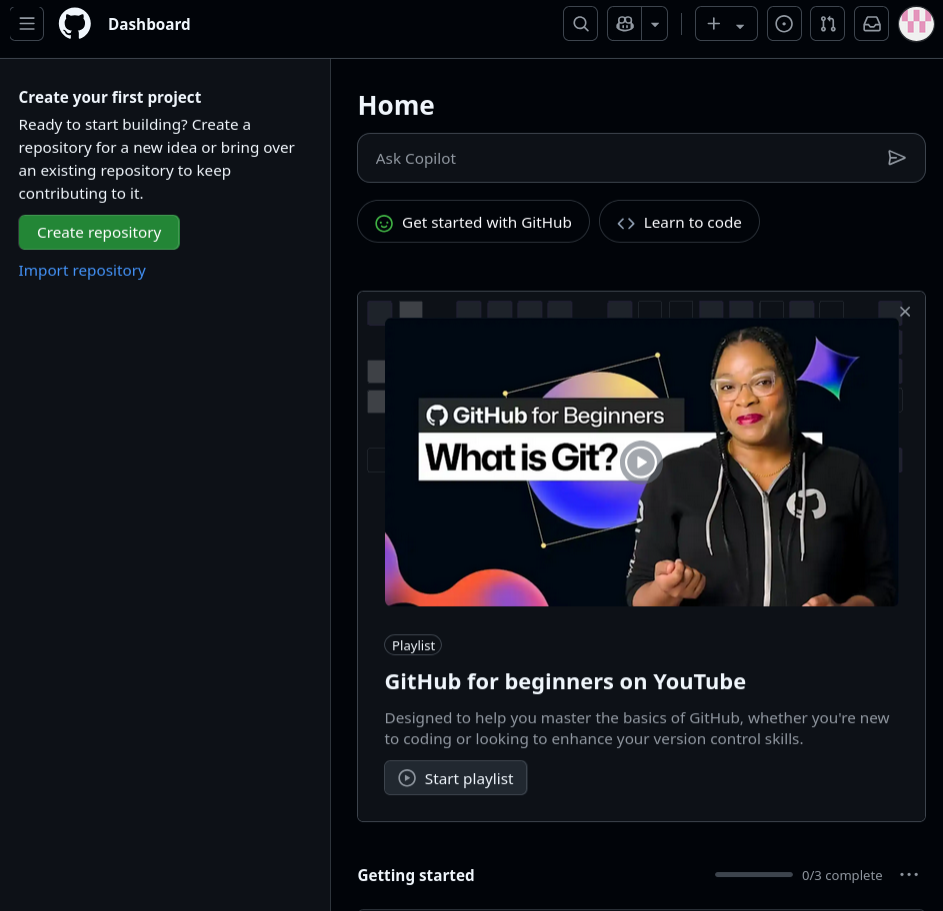 Dashboard
Create your first project
Ready to start building? Create a
repository for a new idea or bring over
an existing repository to keep
contributing to it.
Create repository
Import repository
Home
Ask Copilot
Get started with GitHub
Learn to code
GitHub for Beginners
What is Git?
Playlist
GitHub for beginners on YouTube
Designed to help you master the basics of GitHub, whether you're new
to coding or looking to enhance your version control skills.
Start playlist
Getting started
0/3 complete